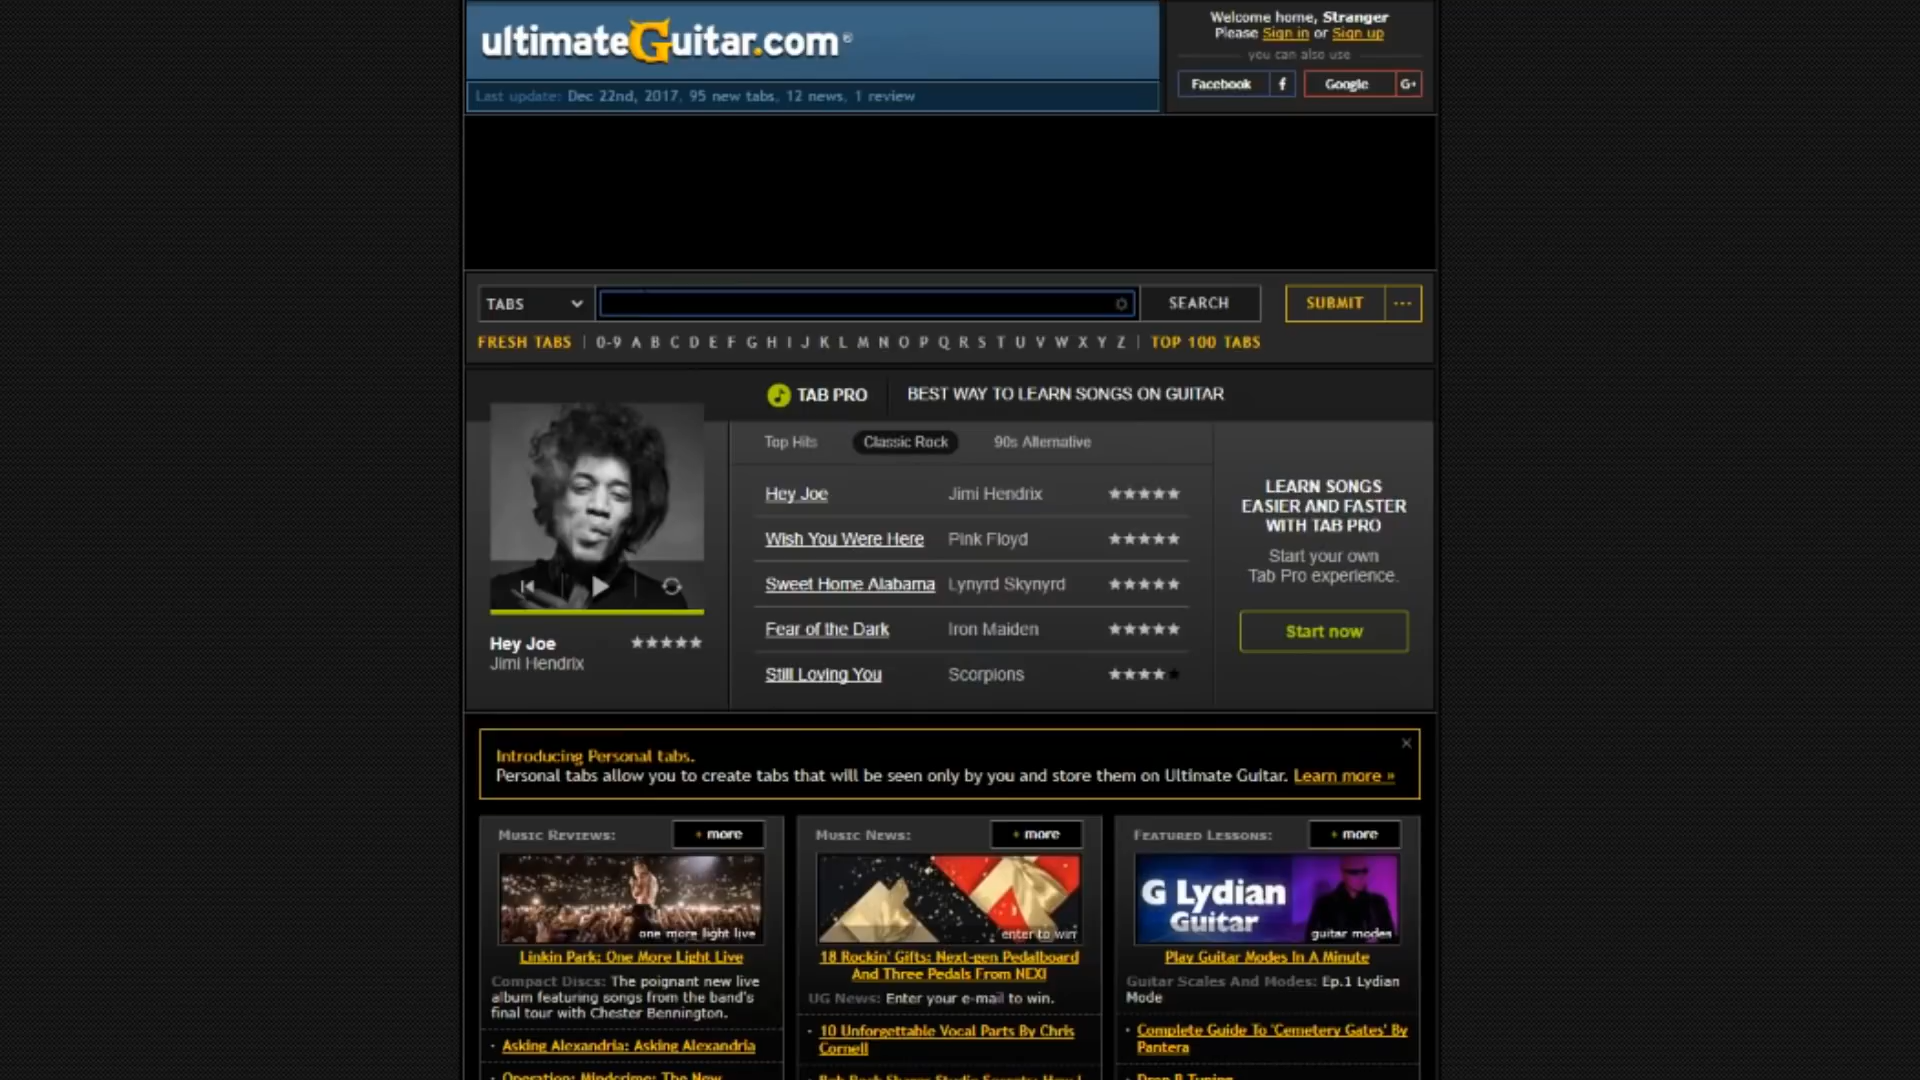 ultimateGuitar.com
Welcome home, Stranger
Please Sign in or Sign up
you can also use
Facebook f
Google G+
Last update: Dec 22nd, 2017, 95 new tabs, 12 news, 1 review
TABS
SEARCH
SUBMIT ...
FRESH TABS | 0-9 A B C D E F G H I J K L M N O P Q R S T U V W X Y Z | TOP 100 TABS
TAB PRO
BEST WAY TO LEARN SONGS ON GUITAR
Top Hits Classic Rock 90s Alternative
Hey Joe Jimi Hendrix ★★★★★
Wish You Were Here Pink Floyd ★★★★★
Sweet Home Alabama Lynyrd Skynyrd ★★★★★
Fear of the Dark Iron Maiden ★★★★★
Still Loving You Scorpions ★★★★★
Hey Joe ★★★★★
Jimi Hendrix
LEARN SONGS
EASIER AND FASTER
WITH TAB PRO
Start your own
Tab Pro experience.
Start now
Introducing Personal tabs.
Personal tabs allow you to create tabs that will be seen only by you and store them on Ultimate Guitar. Learn more »
Music Reviews: + more
one more light live
Linkin Park: One More Light Live
Compact Discs: The poignant new live
album featuring songs from the band's
final tour with Chester Bennington.
· Asking Alexandria: Asking Alexandria
· Operation: Mindcrime: The New
Music News: + more
enter to win
18 Rockin' Gifts: Next-gen Pedalboard
And Three Pedals From NEXI
UG News: Enter your e-mail to win.
· 10 Unforgettable Vocal Parts By Chris
Cornell
Featured Lessons: + more
G Lydian
Guitar
guitar modes
Play Guitar Modes In A Minute
Guitar Scales And Modes: Ep.1 Lydian
Mode
· Complete Guide To 'Cemetery Gates' By
Pantera